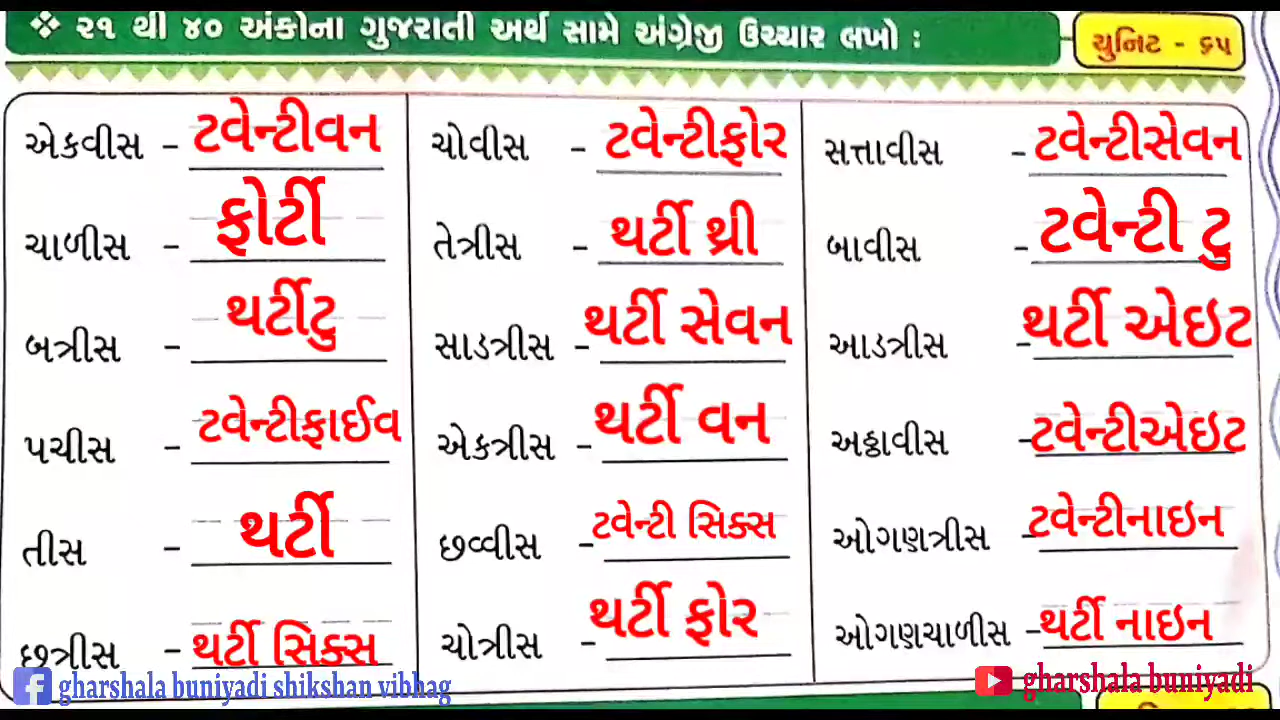 ❖ ૨૧ થી ૪૦ અંકોના ગુજરાતી અર્થ સામે અંગ્રેજી ઉચ્ચાર લખો :
યુનિટ - ૬૫
એકવીસ - ટવેન્ટીવન
ચાળીસ - ફોર્ટી
બત્રીસ - થર્ટીટુ
પચીસ - ટવેન્ટીફાઈવ
તીસ - થર્ટી
છત્રીસ - થર્ટી સિક્સ
ચોવીસ - ટવેન્ટીફોર
તેત્રીસ - થર્ટી થ્રી
સાડત્રીસ - થર્ટી સેવન
એકત્રીસ - થર્ટી વન
છવ્વીસ - ટવેન્ટી સિક્સ
ચોત્રીસ - થર્ટી ફોર
સત્તાવીસ - ટવેન્ટીસેવન
બાવીસ - ટવેન્ટી ટુ
આડત્રીસ - થર્ટી એઇટ
અઠ્ઠાવીસ - ટવેન્ટીએઇટ
ઓગણત્રીસ - ટવેન્ટીનાઇન
ઓગણચાળીસ - થર્ટી નાઇન
gharshala buniyadi shikshan vibhag
gharshala buniyadi